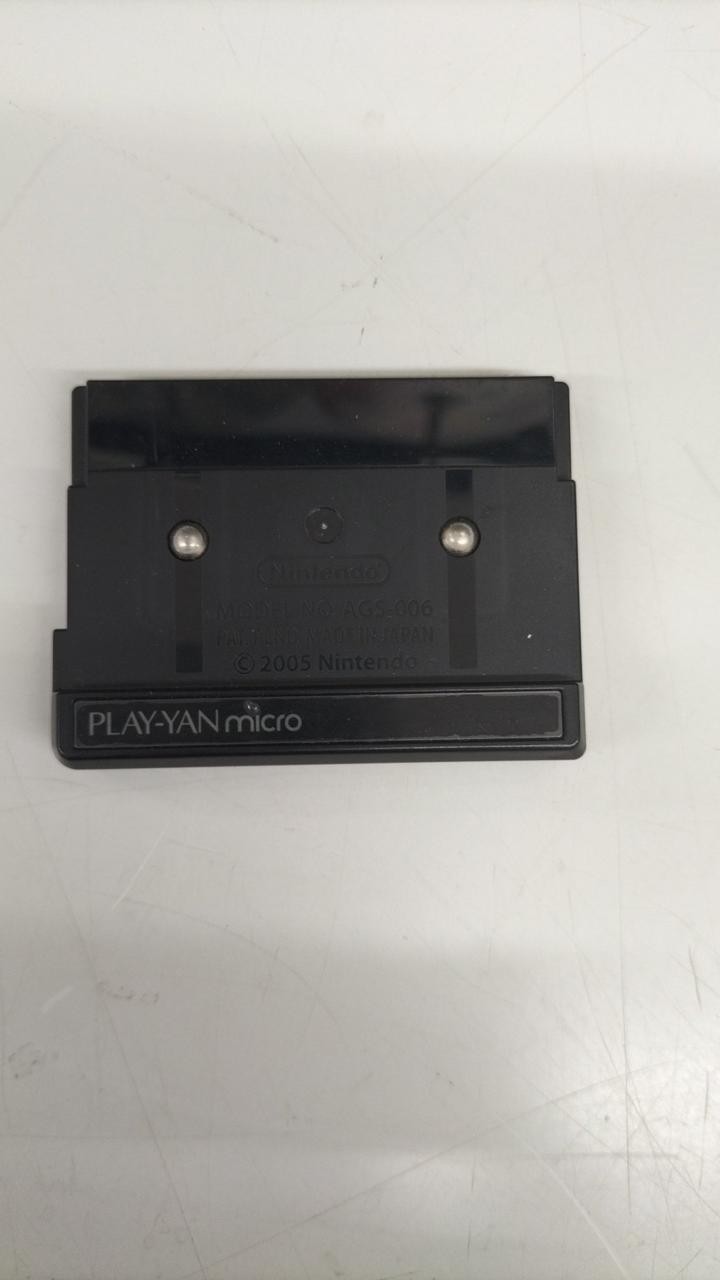 Nintendo
MODEL NO. AGS-006
PAT. PEND. MADE IN JAPAN
© 2005 Nintendo
PLAY-YAN micro